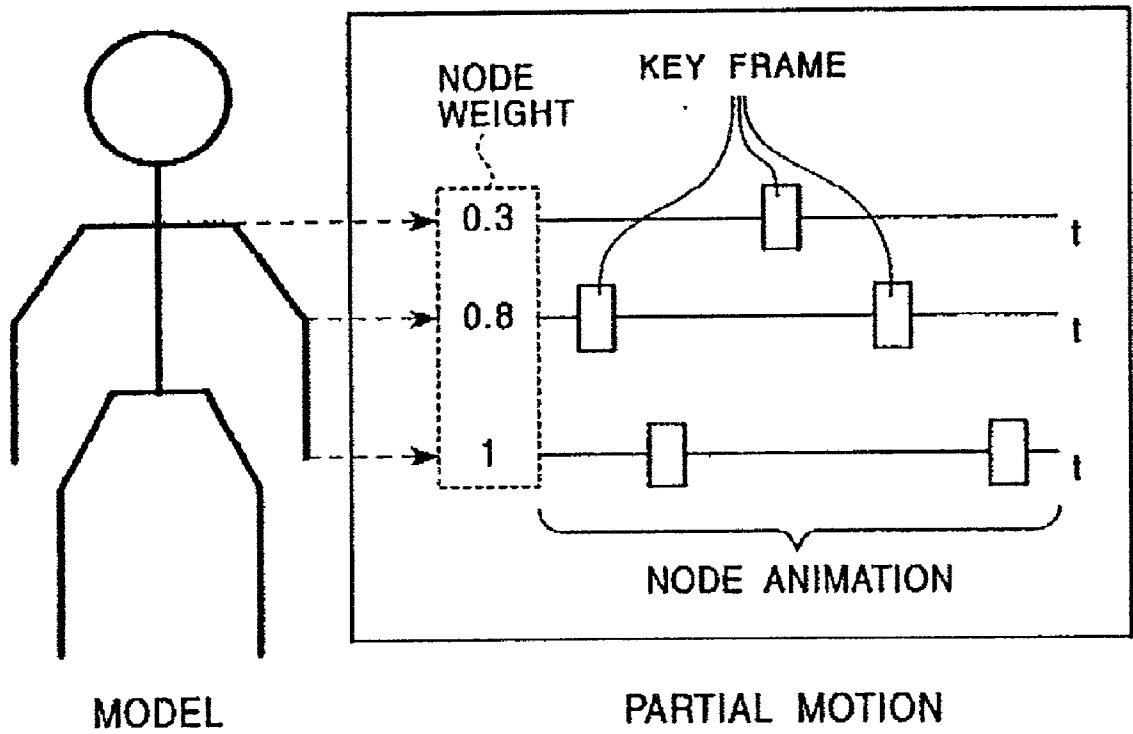 NODE
WEIGHT
KEY FRAME
0.3
t
0.8
t
1
t
NODE ANIMATION
MODEL
PARTIAL MOTION